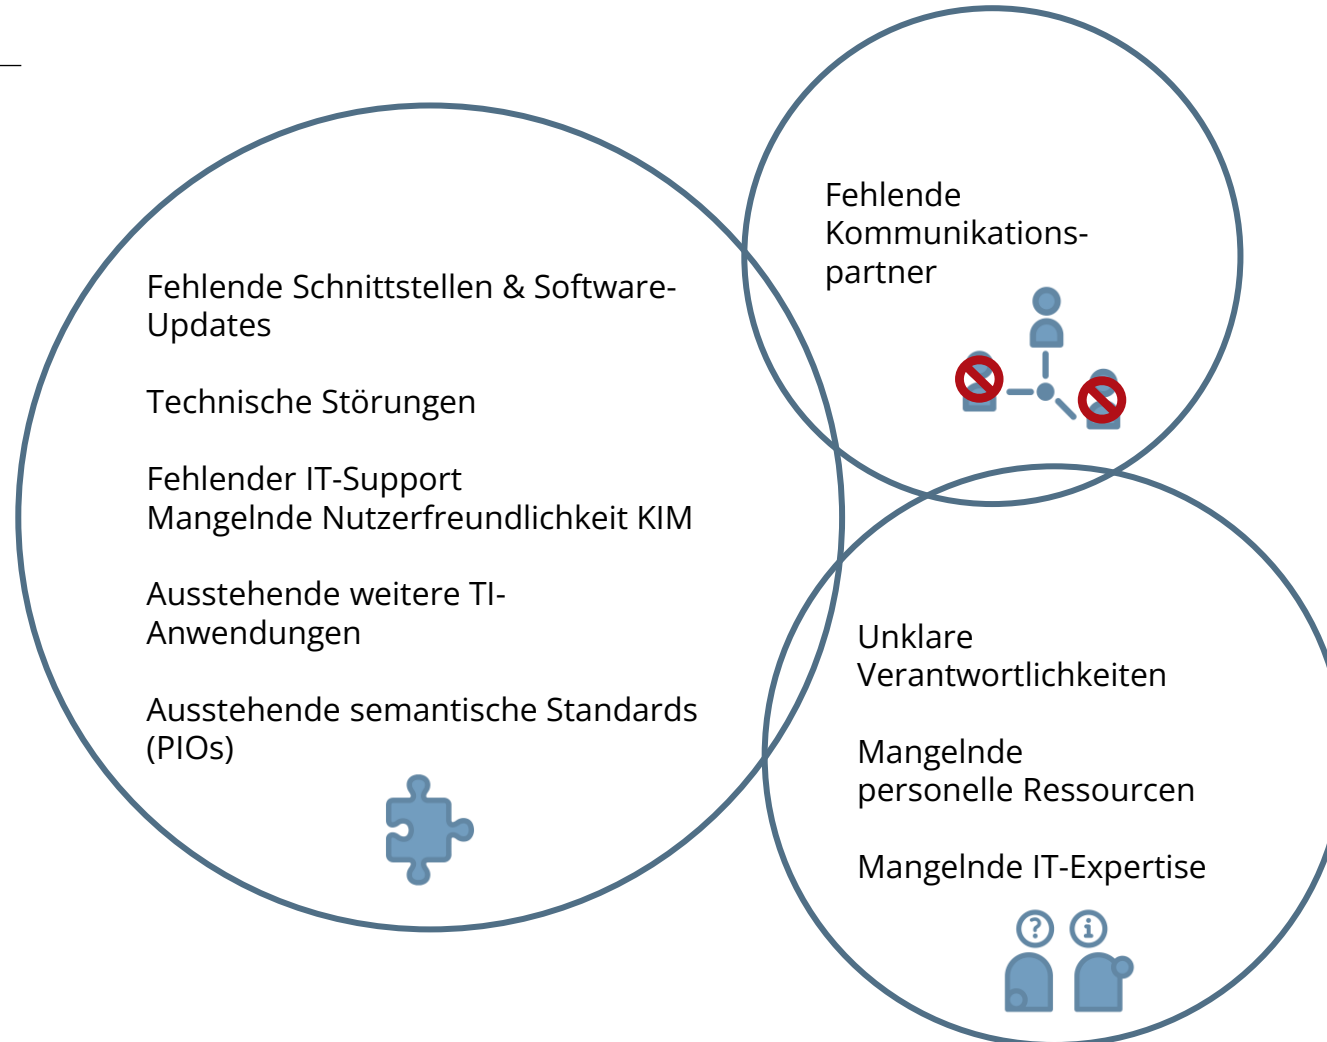 Fehlende Schnittstellen & Software-
Updates
Technische Störungen
Fehlender IT-Support
Mangelnde Nutzerfreundlichkeit KIM
Ausstehende weitere TI-
Anwendungen
Ausstehende semantische Standards
(PIOs)
Fehlende
Kommunikations-
partner
Unklare
Verantwortlichkeiten
Mangelnde
personelle Ressourcen
Mangelnde IT-Expertise
? i